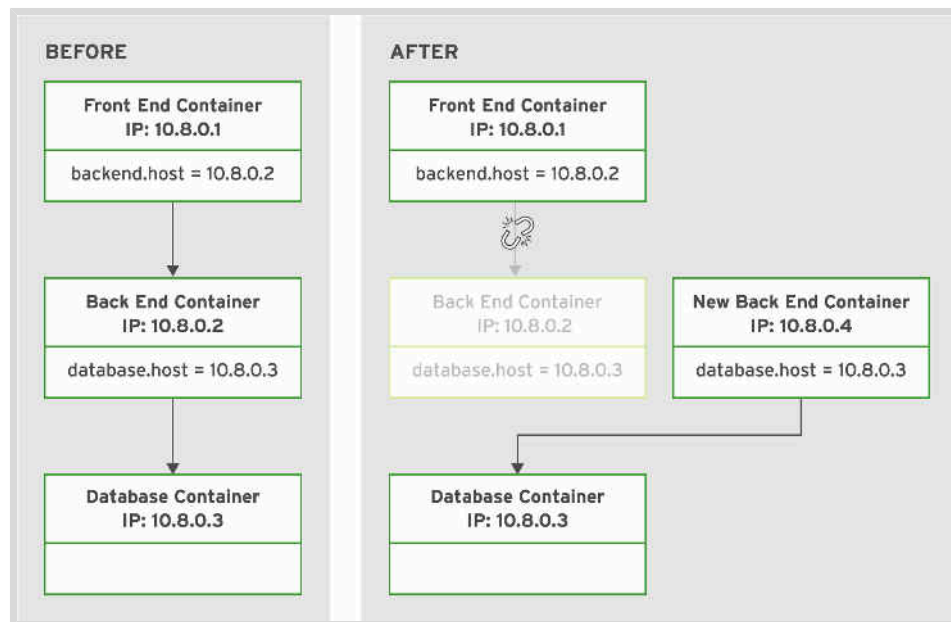 BEFORE
Front End Container
IP: 10.8.0.1
backend.host = 10.8.0.2
Back End Container
IP: 10.8.0.2
database.host = 10.8.0.3
Database Container
IP: 10.8.0.3
AFTER
Front End Container
IP: 10.8.0.1
backend.host = 10.8.0.2
Back End Container
IP: 10.8.0.2
database.host = 10.8.0.3
New Back End Container
IP: 10.8.0.4
database.host = 10.8.0.3
Database Container
IP: 10.8.0.3